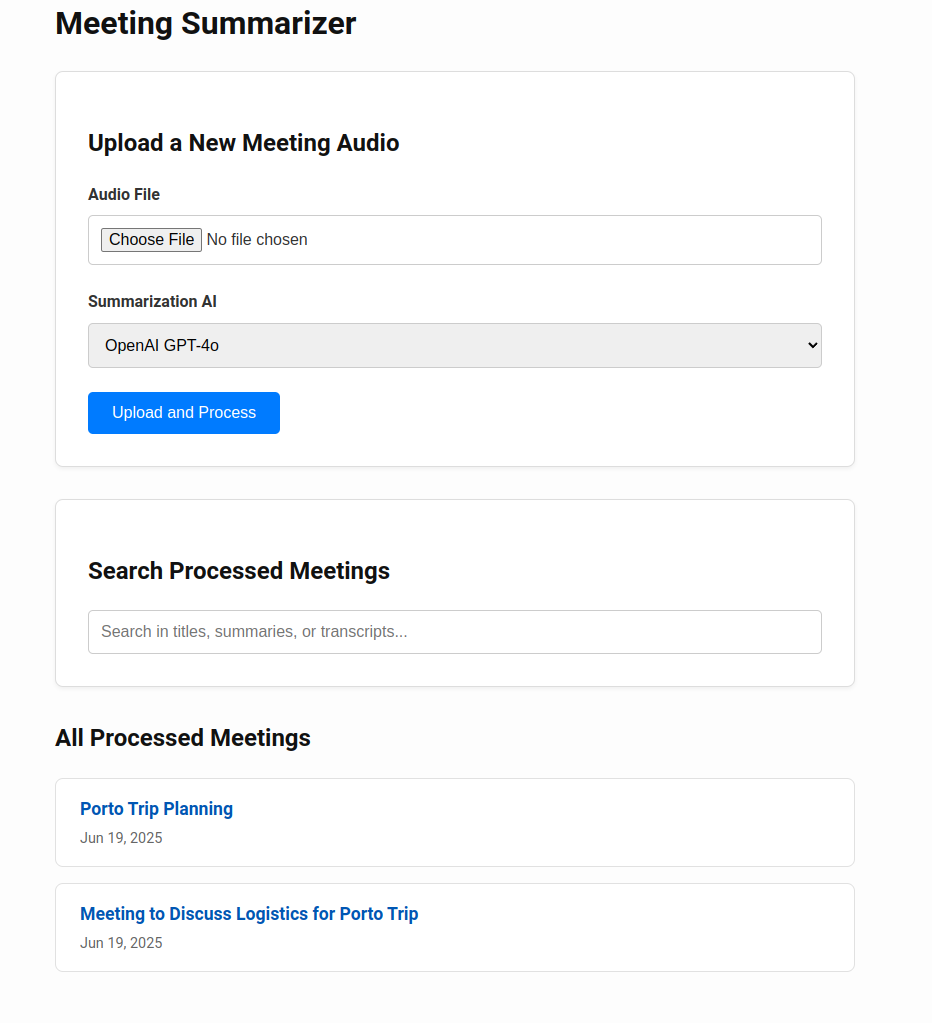 Meeting Summarizer
Upload a New Meeting Audio
Audio File
Choose File No file chosen
Summarization AI
OpenAI GPT-4o
Upload and Process
Search Processed Meetings
Search in titles, summaries, or transcripts...
All Processed Meetings
Porto Trip Planning
Jun 19, 2025
Meeting to Discuss Logistics for Porto Trip
Jun 19, 2025